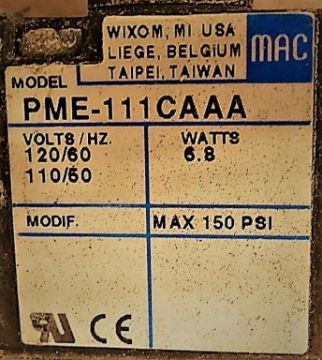 WIXOM, MI USA
LIEGE, BELGIUM
TAIPEI, TAIWAN
MAC
MODEL
PME-111CAAA
VOLTS/HZ. WATTS
120/60 6.8
110/50
MODIF. MAX 150 PSI
CE